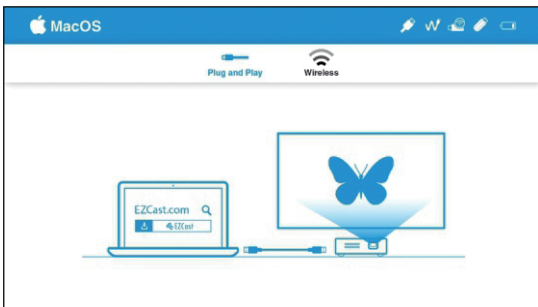 MacOS
Plug and Play
Wireless
EZCast.com
EZCast